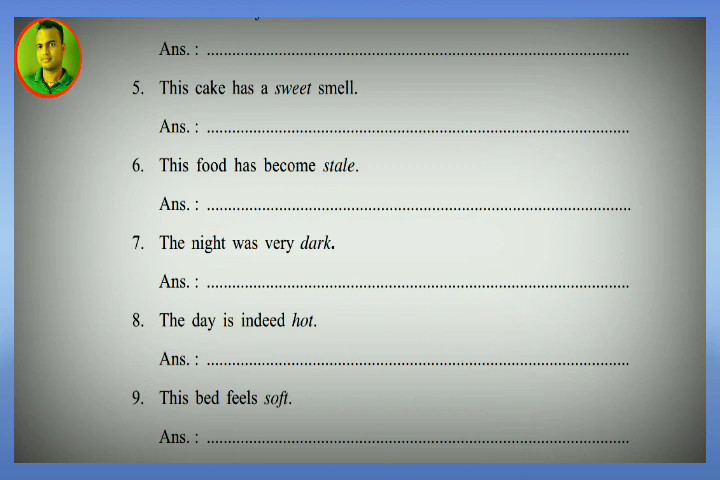 Ans. : ........................................................................................................
5. This cake has a sweet smell.
Ans. : ........................................................................................................
6. This food has become stale.
Ans. : ........................................................................................................
7. The night was very dark.
Ans. : ........................................................................................................
8. The day is indeed hot.
Ans. : ........................................................................................................
9. This bed feels soft.
Ans. : ........................................................................................................